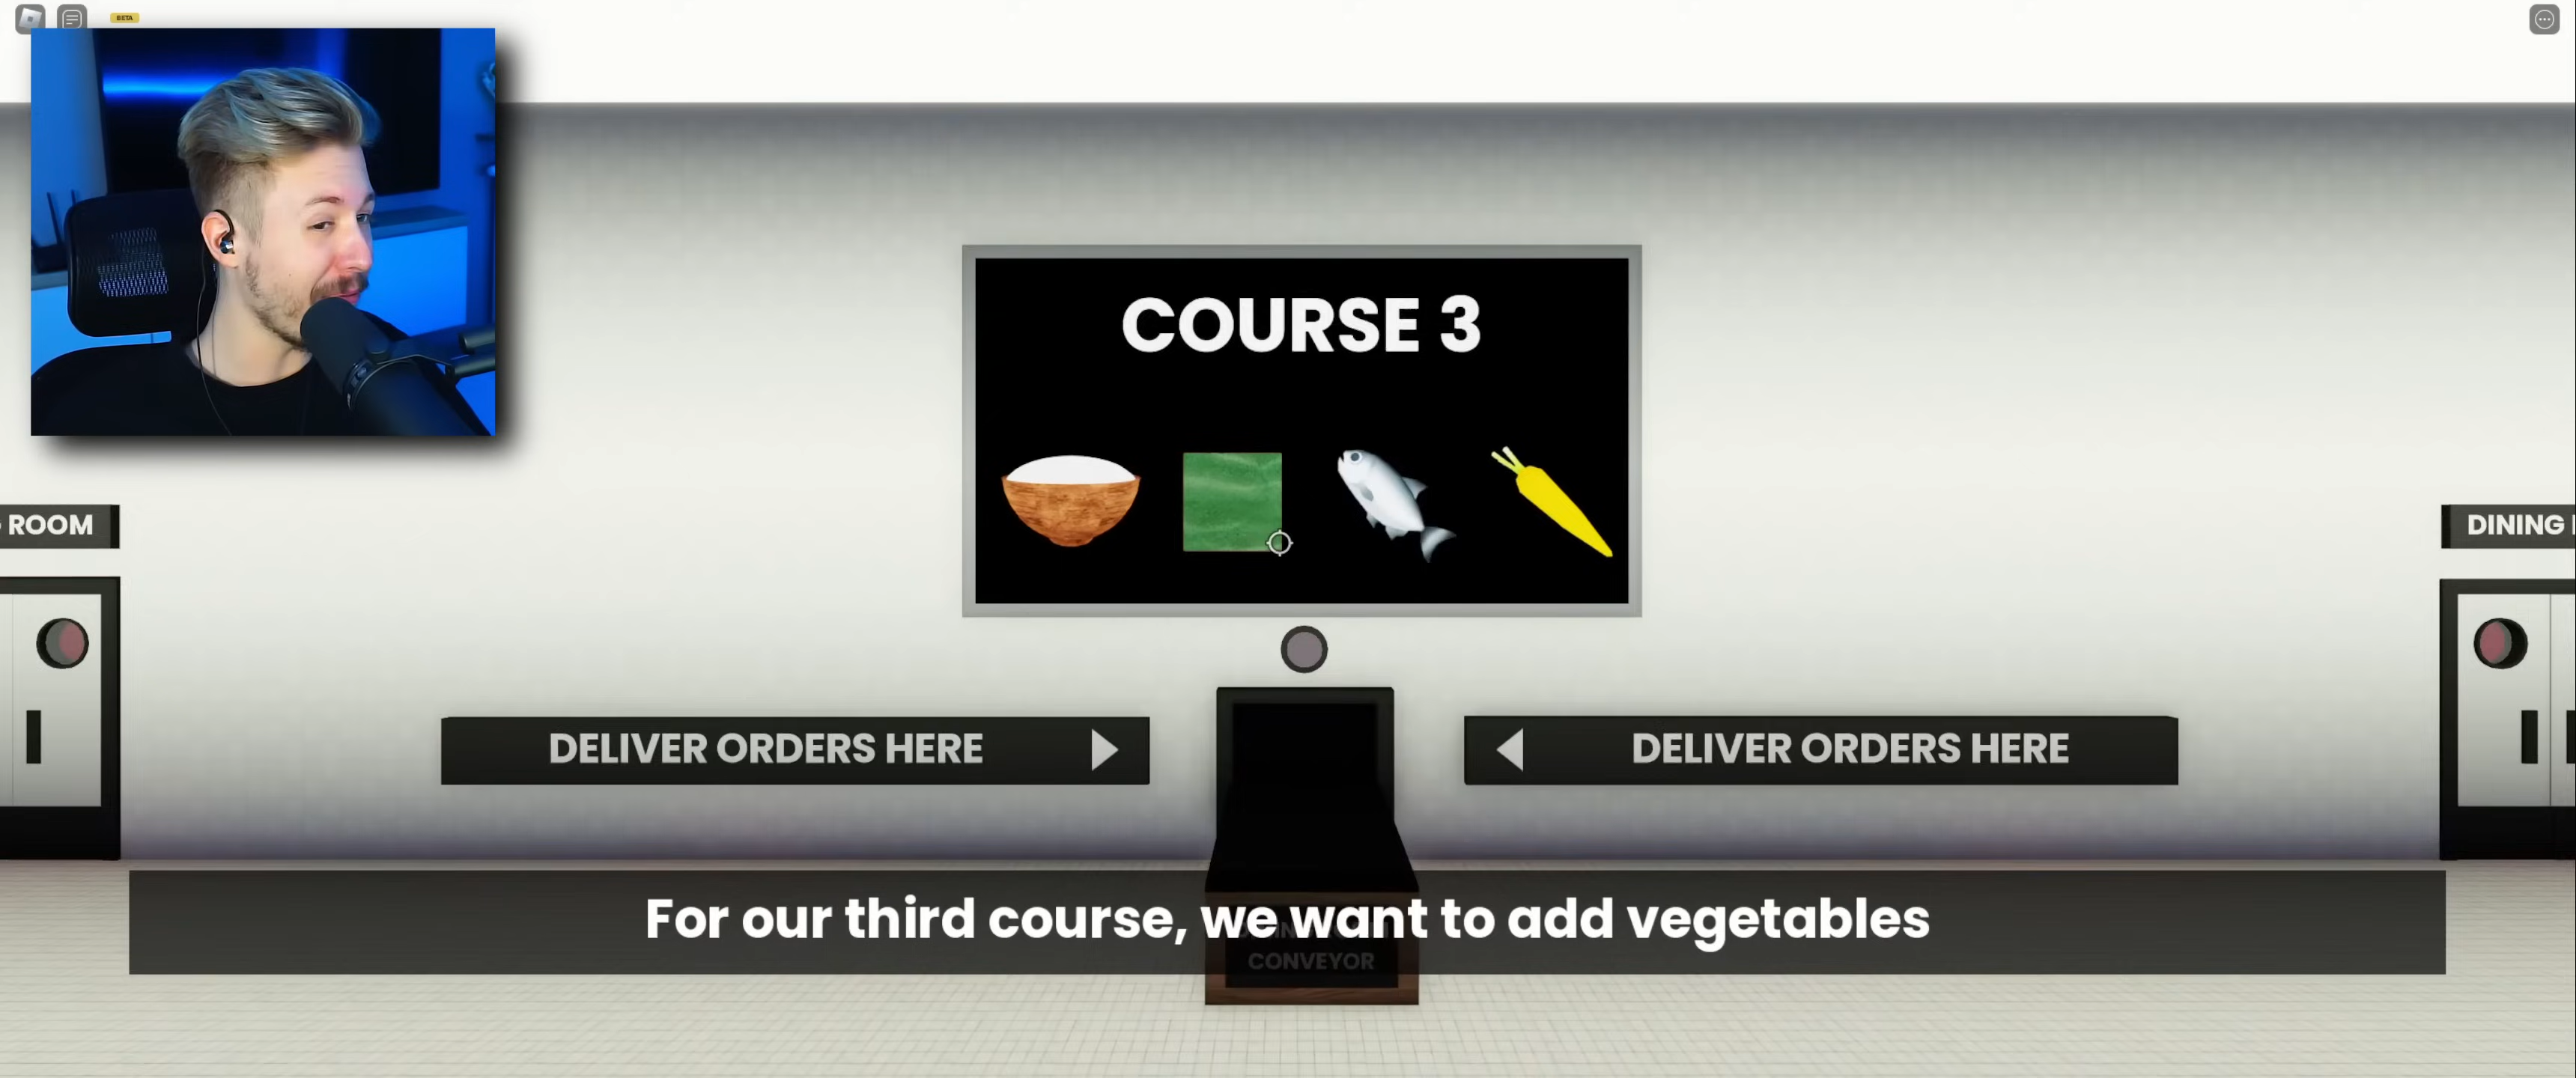 BETA
COURSE 3
ROOM
DINING
DELIVER ORDERS HERE
DELIVER ORDERS HERE
For our third course, we want to add vegetables
CONVEYOR